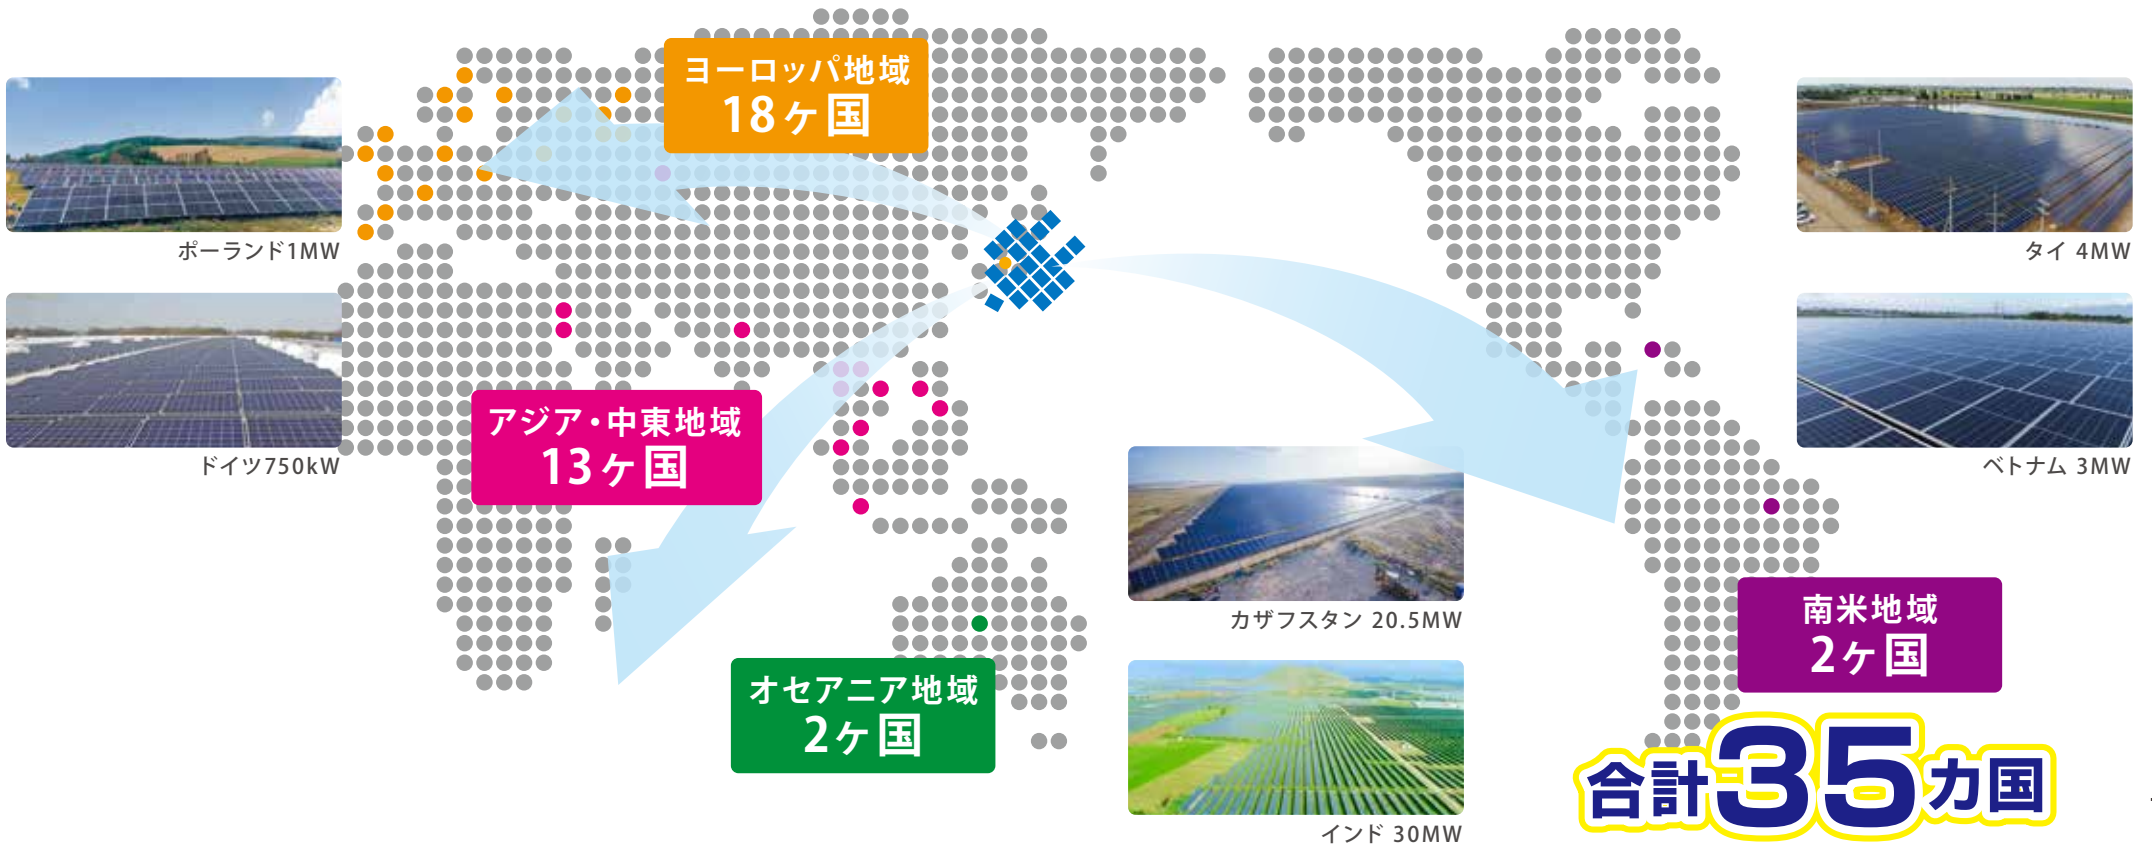 ヨーロッパ地域
18ヶ国
ポーランド1MW
ドイツ750kW
アジア・中東地域
13ヶ国
オセアニア地域
2ヶ国
カザフスタン 20.5MW
インド 30MW
タイ 4MW
ベトナム 3MW
南米地域
2ヶ国
合計35カ国